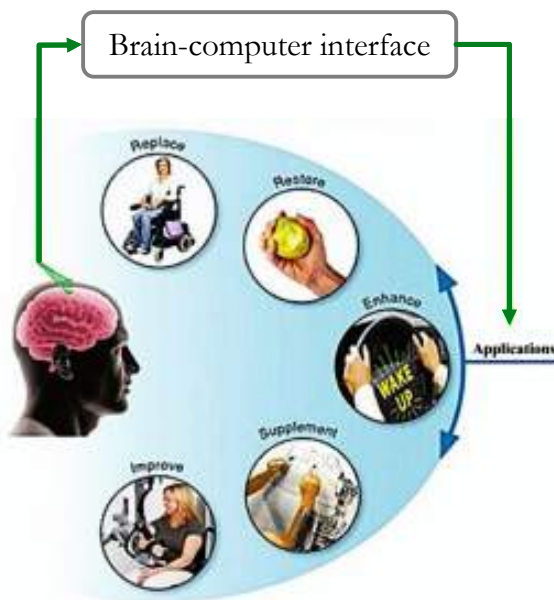 Brain-computer interface
Replace
Restore
Enhance
WAKE
UP
Applications
Supplement
Improve